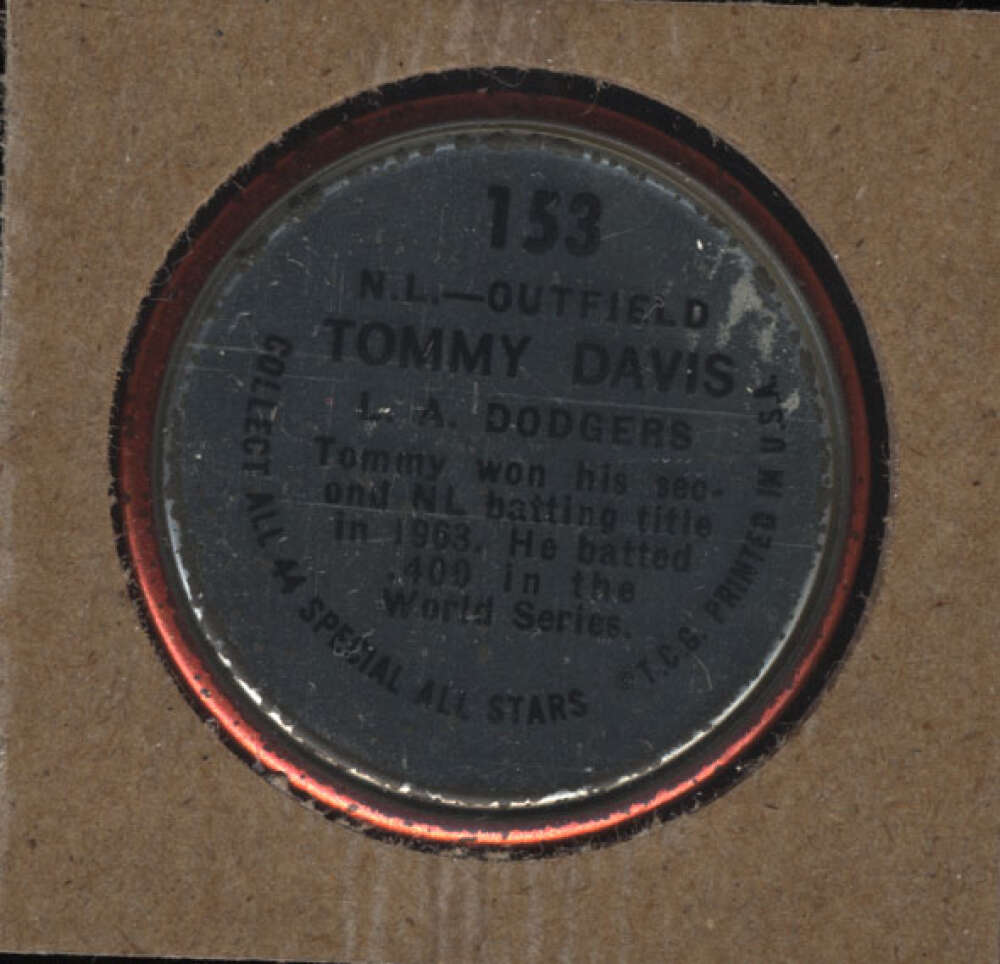 153
N.L.—OUTFIELD
TOMMY DAVIS
L. A. DODGERS
Tommy won his sec-
ond NL batting title
in 1963. He batted
.400 in the
World Series.
COLLECT ALL 44 SPECIAL ALL STARS
© T.C.G. PRINTED IN U.S.A.